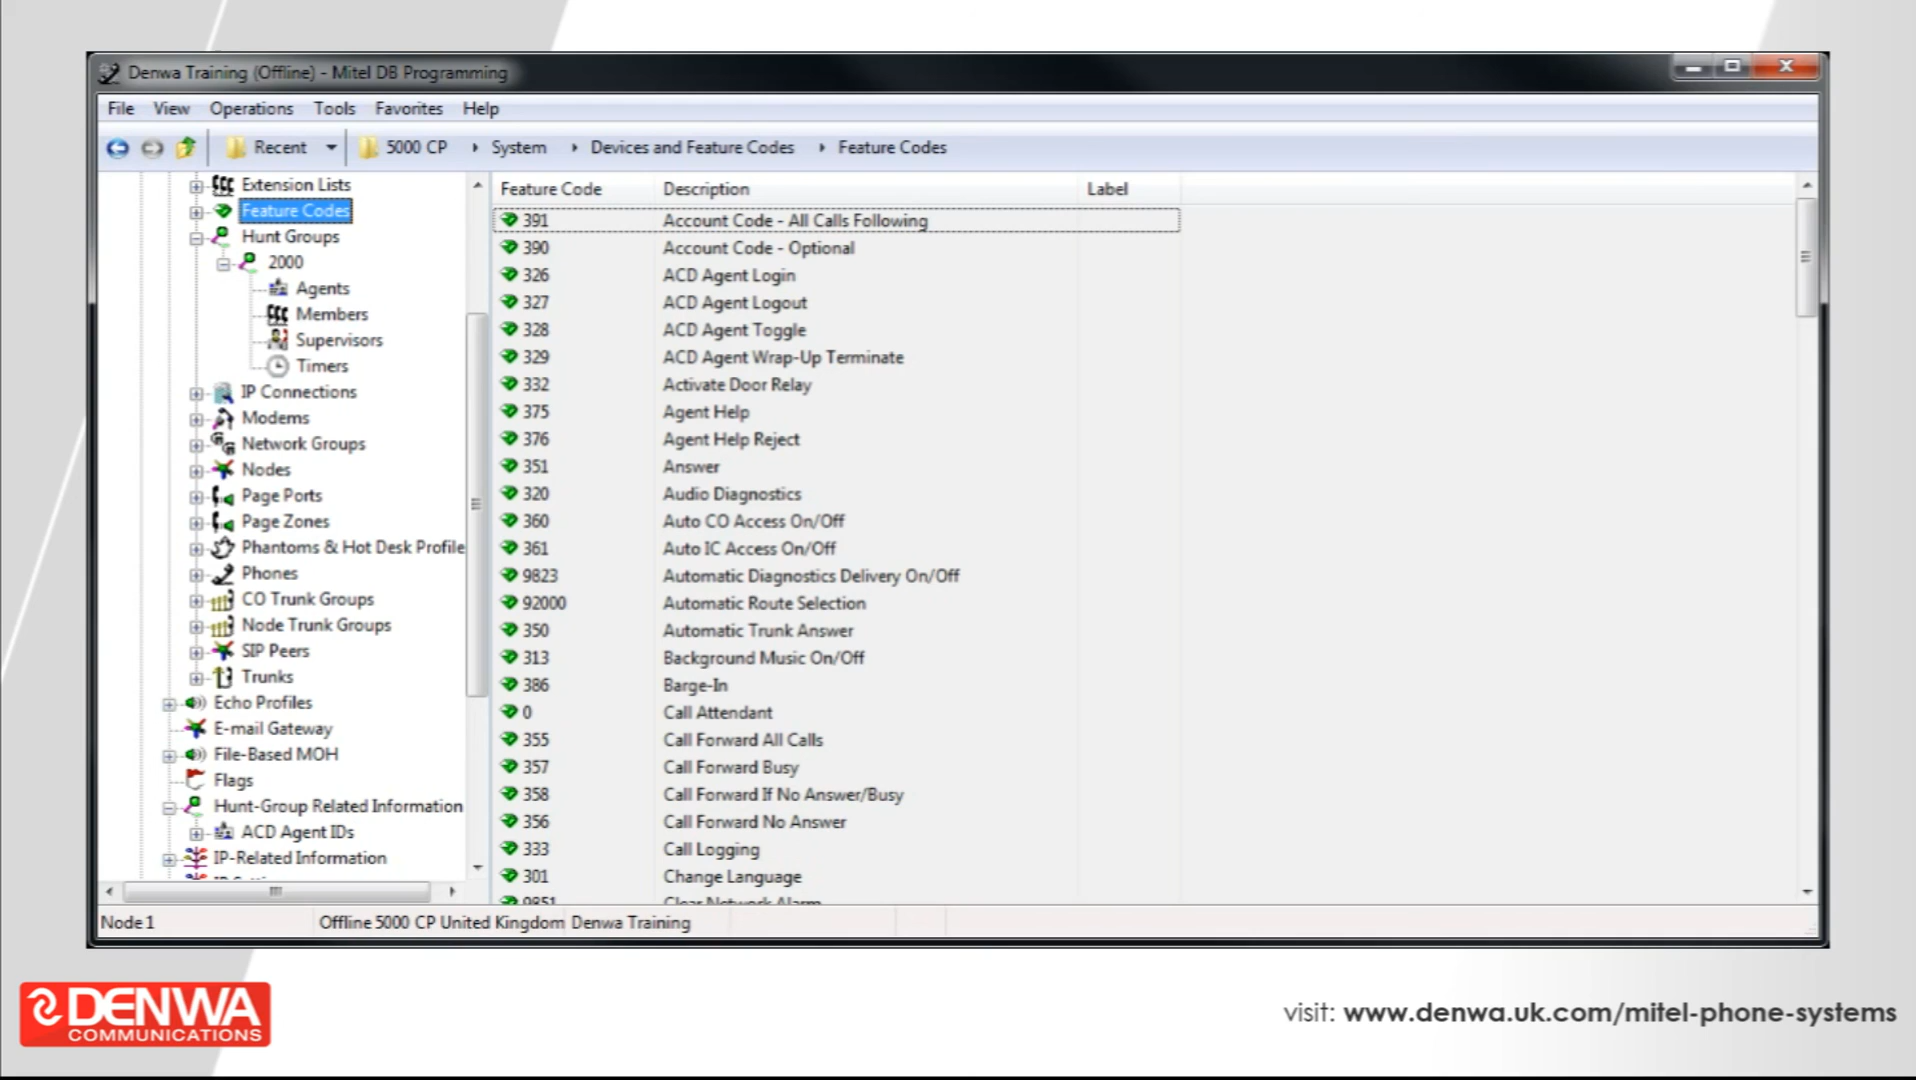 Denwa Training (Offline) - Mitel DB Programming
File View Operations Tools Favorites Help
Recent 5000 CP System Devices and Feature Codes Feature Codes
Extension Lists
Feature Codes
Hunt Groups
2000
Agents
Members
Supervisors
Timers
IP Connections
Modems
Network Groups
Nodes
Page Ports
Page Zones
Phantoms & Hot Desk Profile
Phones
CO Trunk Groups
Node Trunk Groups
SIP Peers
Trunks
Echo Profiles
E-mail Gateway
File-Based MOH
Flags
Hunt-Group Related Information
ACD Agent IDs
IP-Related Information
Feature Code Description Label
391 Account Code - All Calls Following
390 Account Code - Optional
326 ACD Agent Login
327 ACD Agent Logout
328 ACD Agent Toggle
329 ACD Agent Wrap-Up Terminate
332 Activate Door Relay
375 Agent Help
376 Agent Help Reject
351 Answer
320 Audio Diagnostics
360 Auto CO Access On/Off
361 Auto IC Access On/Off
9823 Automatic Diagnostics Delivery On/Off
92000 Automatic Route Selection
350 Automatic Trunk Answer
313 Background Music On/Off
386 Barge-In
0 Call Attendant
355 Call Forward All Calls
357 Call Forward Busy
358 Call Forward If No Answer/Busy
356 Call Forward No Answer
333 Call Logging
301 Change Language
9851 Clear Network Alarm
Node 1 Offline 5000 CP United Kingdom Denwa Training
DENWA
COMMUNICATIONS
visit: www.denwa.uk.com/mitel-phone-systems